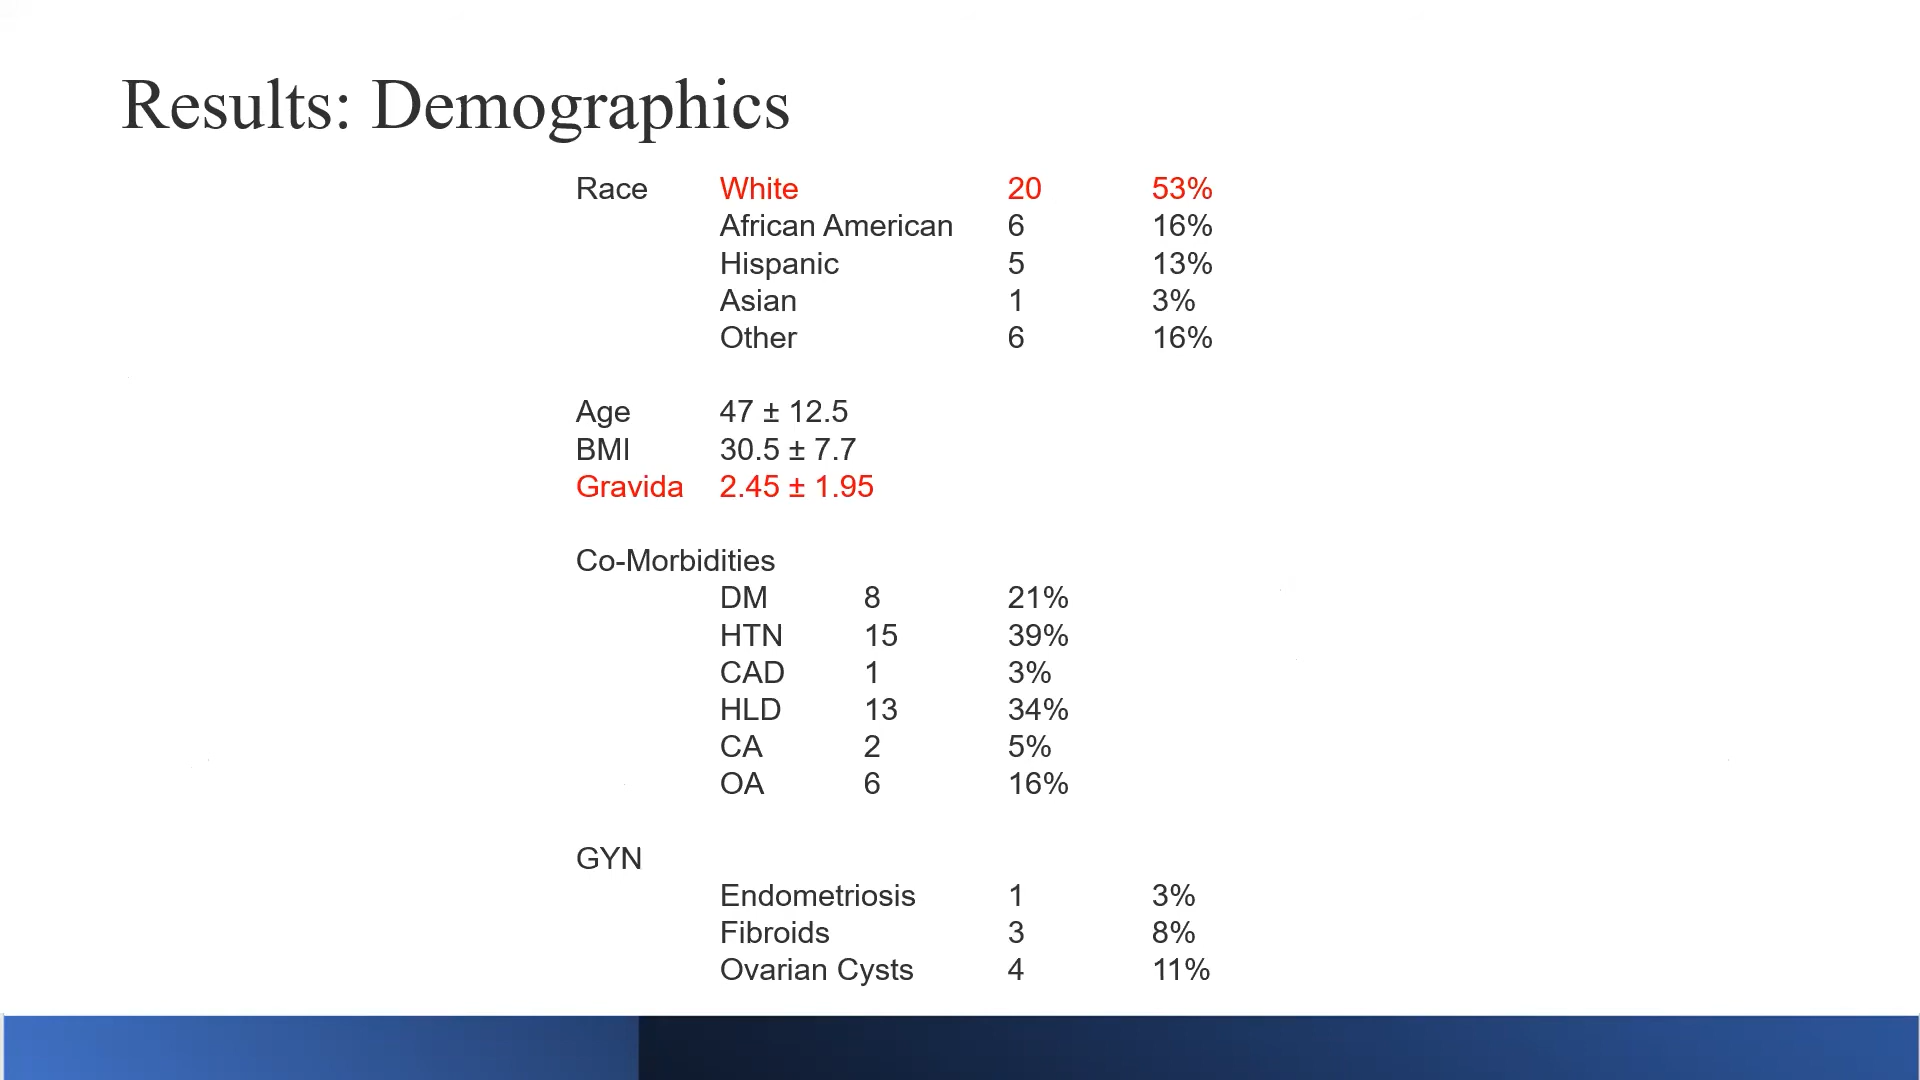 Results: Demographics
Race White 20 53%
African American 6 16%
Hispanic 5 13%
Asian 1 3%
Other 6 16%
Age 47 ± 12.5
BMI 30.5 ± 7.7
Gravida 2.45 ± 1.95
Co-Morbidities
DM 8 21%
HTN 15 39%
CAD 1 3%
HLD 13 34%
CA 2 5%
OA 6 16%
GYN
Endometriosis 1 3%
Fibroids 3 8%
Ovarian Cysts 4 11%